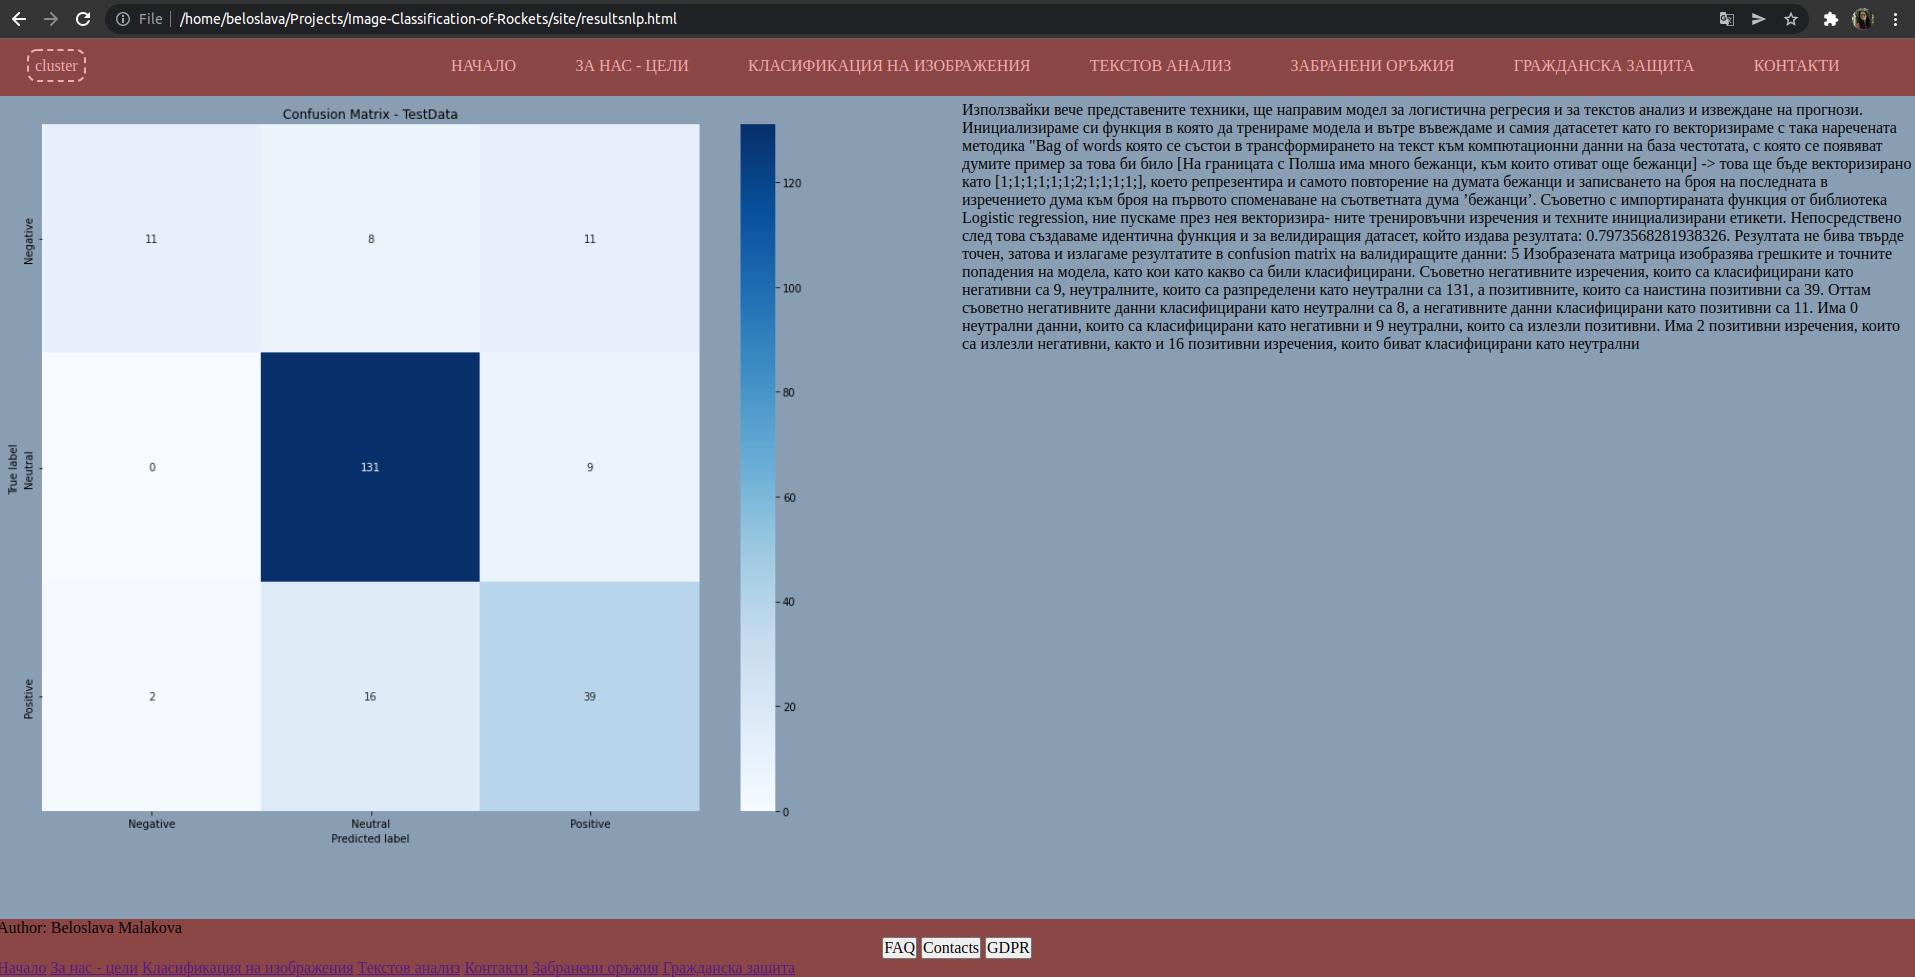 File | /home/beloslava/Projects/Image-Classification-of-Rockets/site/resultsnlp.html
cluster
НАЧАЛО
ЗА НАС - ЦЕЛИ
КЛАСИФИКАЦИЯ НА ИЗОБРАЖЕНИЯ
ТЕКСТОВ АНАЛИЗ
ЗАБРАНЕНИ ОРЪЖИЯ
ГРАЖДАНСКА ЗАЩИТА
КОНТАКТИ
Confusion Matrix - TestData
True label
Negative
11 8 11
Neutral
0 131 9
Positive
2 16 39
Negative Neutral Positive
Predicted label
120
100
80
60
40
20
0
Използвайки вече представените техники, ще направим модел за логистична регресия и за текстов анализ и извеждане на прогнози.
Инициализираме си функция в която да тренираме модела и вътре въвеждаме и самия датасетет като го векторизираме с така наречената
методика "Bag of words която се състои в трансформирането на текст към компютационни данни на база честотата, с която се появяват
думите пример за това би било [На границата с Полша има много бежанци, към които отиват още бежанци] -> това ще бъде векторизирано
като [1;1;1;1;1;1;2;1;1;1;1;], което репрезентира и самото повторение на думата бежанци и записването на броя на последната в
изречението дума към броя на първото споменаване на съответната дума ’бежанци’. Съоветно с импортираната функция от библиотека
Logistic regression, ние пускаме през нея векторизира- ните тренировъчни изречения и техните инициализирани етикети. Непосредствено
след това създаваме идентична функция и за велидиращия датасет, който издава резултата: 0.7973568281938326. Резултата не бива твърде
точен, затова и излагаме резултатите в confusion matrix на валидиращите данни: 5 Изобразената матрица изобразява грешките и точните
попадения на модела, като кои като какво са били класифицирани. Съоветно негативните изречения, които са класифицирани като
негативни са 9, неутралните, които са разпределени като неутрални са 131, а позитивните, които са наистина позитивни са 39. Оттам
съоветно негативните данни класифицирани като неутрални са 8, а негативните данни класифицирани като позитивни са 11. Има 0
неутрални данни, които са класифицирани като негативни и 9 неутрални, които са излезли позитивни. Има 2 позитивни изречения, които
са излезли негативни, както и 16 позитивни изречения, които биват класифицирани като неутрални
Author: Beloslava Malakova
FAQ Contacts GDPR
Начало За нас - цели Класификация на изображения Текстов анализ Контакти Забранени оръжия Гражданска защита